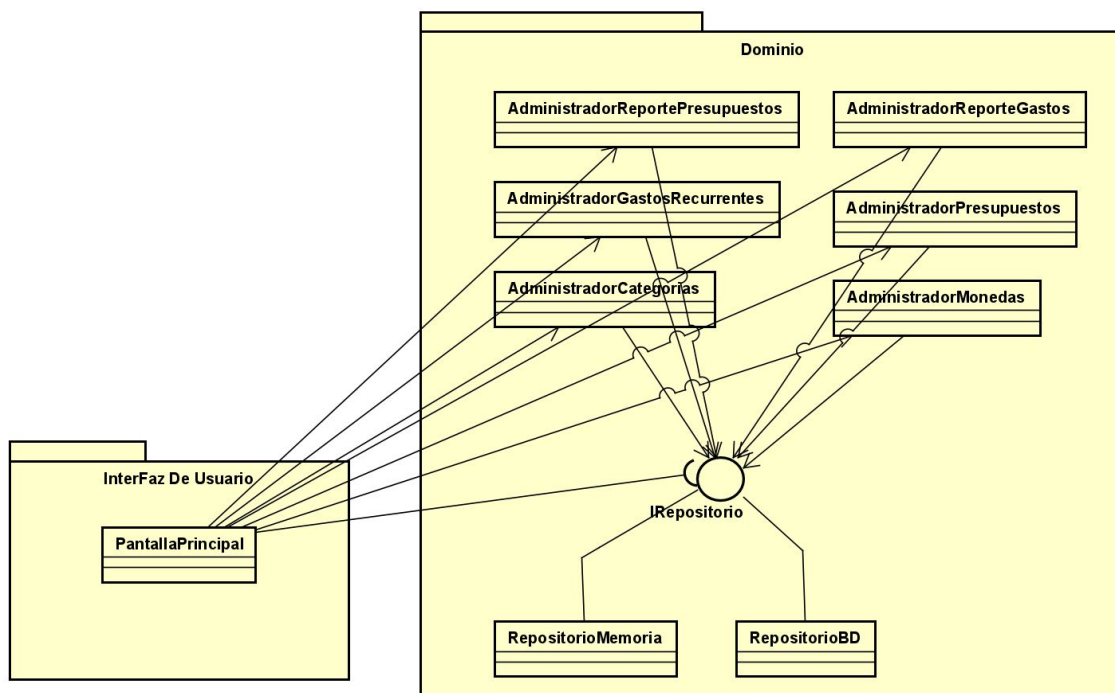 Dominio
AdministradorReportePresupuestos
AdministradorReporteGastos
AdministradorGastosRecurrentes
AdministradorPresupuestos
AdministradorCategorias
AdministradorMonedas
InterFaz De Usuario
PantallaPrincipal
IRepositorio
RepositorioMemoria
RepositorioBD